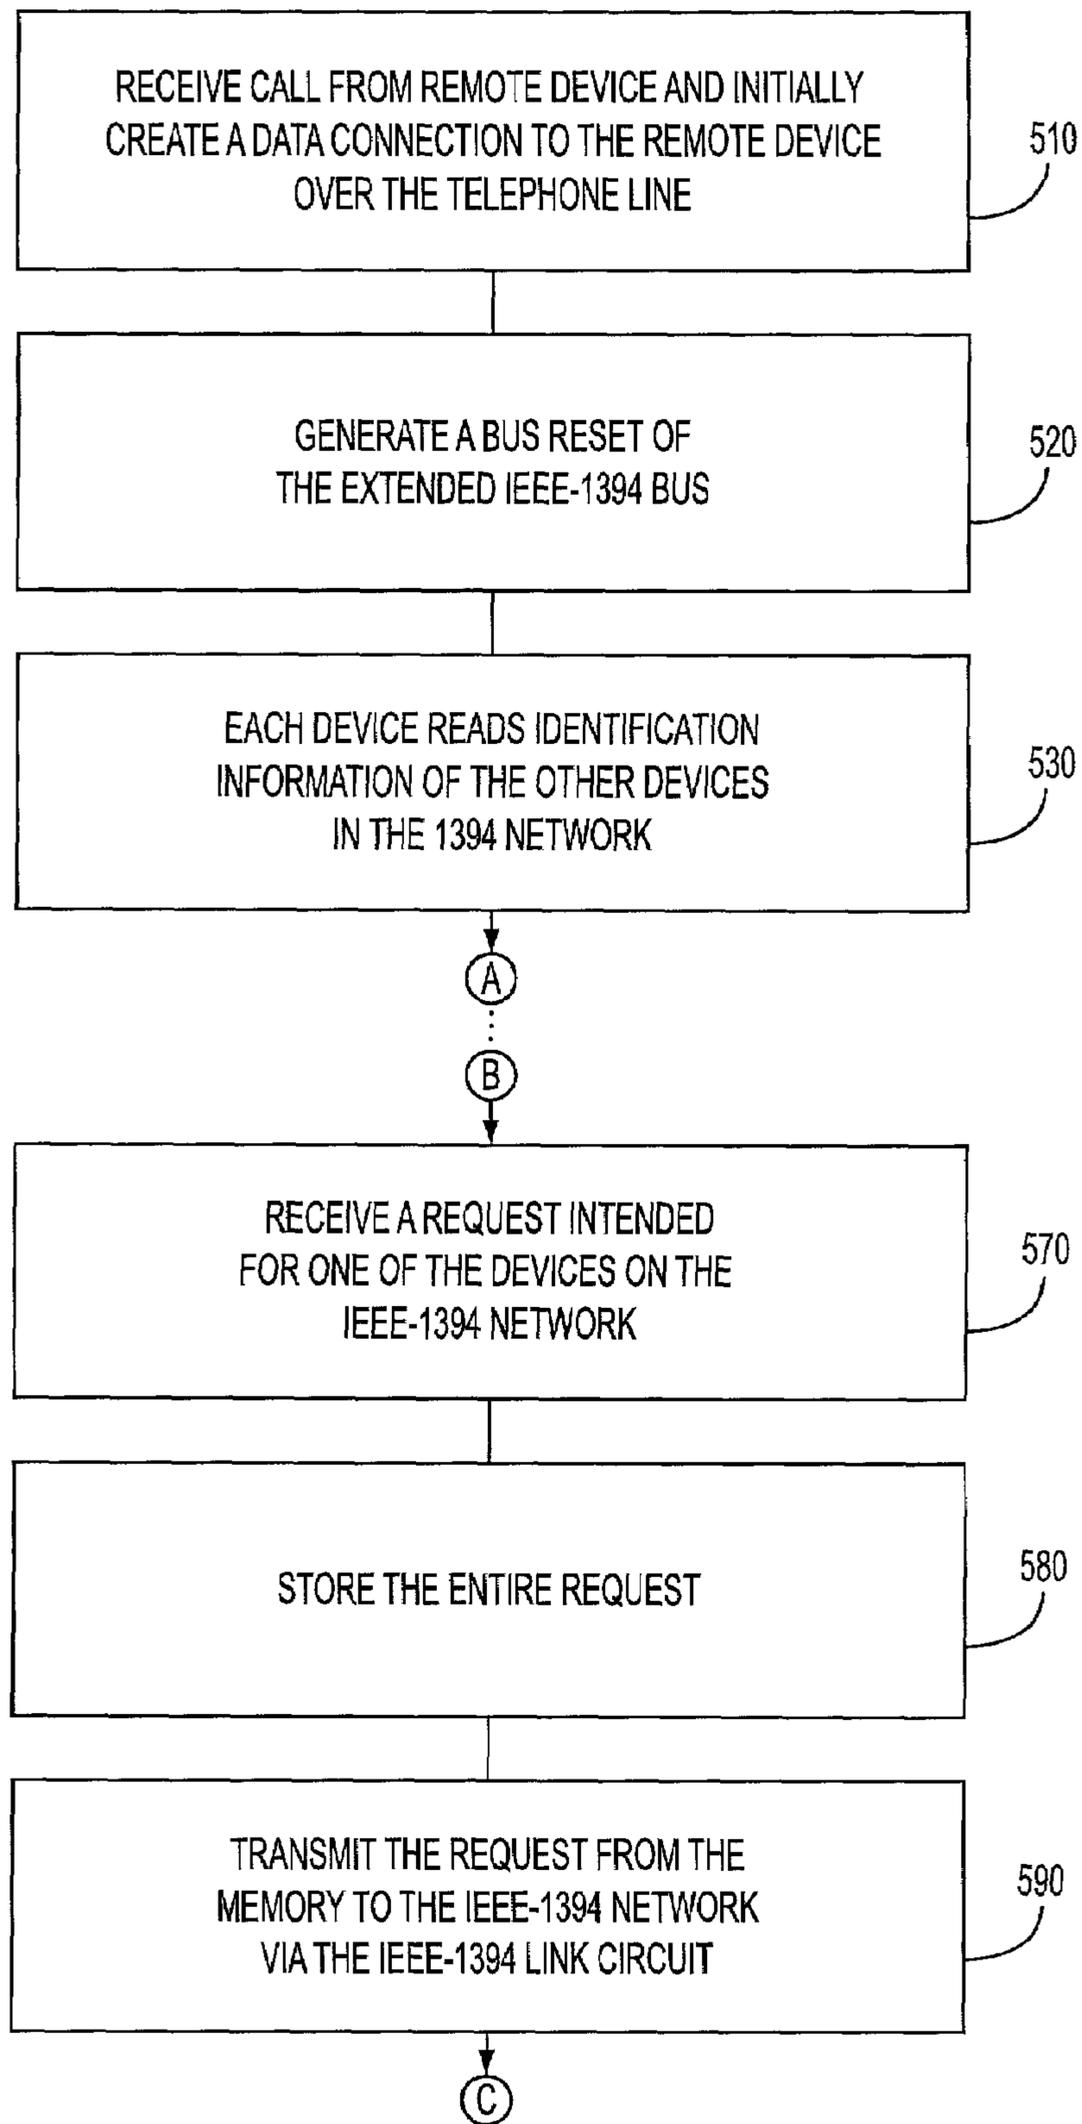 RECEIVE CALL FROM REMOTE DEVICE AND INITIALLY
CREATE A DATA CONNECTION TO THE REMOTE DEVICE
OVER THE TELEPHONE LINE
510
GENERATE A BUS RESET OF
THE EXTENDED IEEE-1394 BUS
520
EACH DEVICE READS IDENTIFICATION
INFORMATION OF THE OTHER DEVICES
IN THE 1394 NETWORK
530
A
B
RECEIVE A REQUEST INTENDED
FOR ONE OF THE DEVICES ON THE
IEEE-1394 NETWORK
570
STORE THE ENTIRE REQUEST
580
TRANSMIT THE REQUEST FROM THE
MEMORY TO THE IEEE-1394 NETWORK
VIA THE IEEE-1394 LINK CIRCUIT
590
C